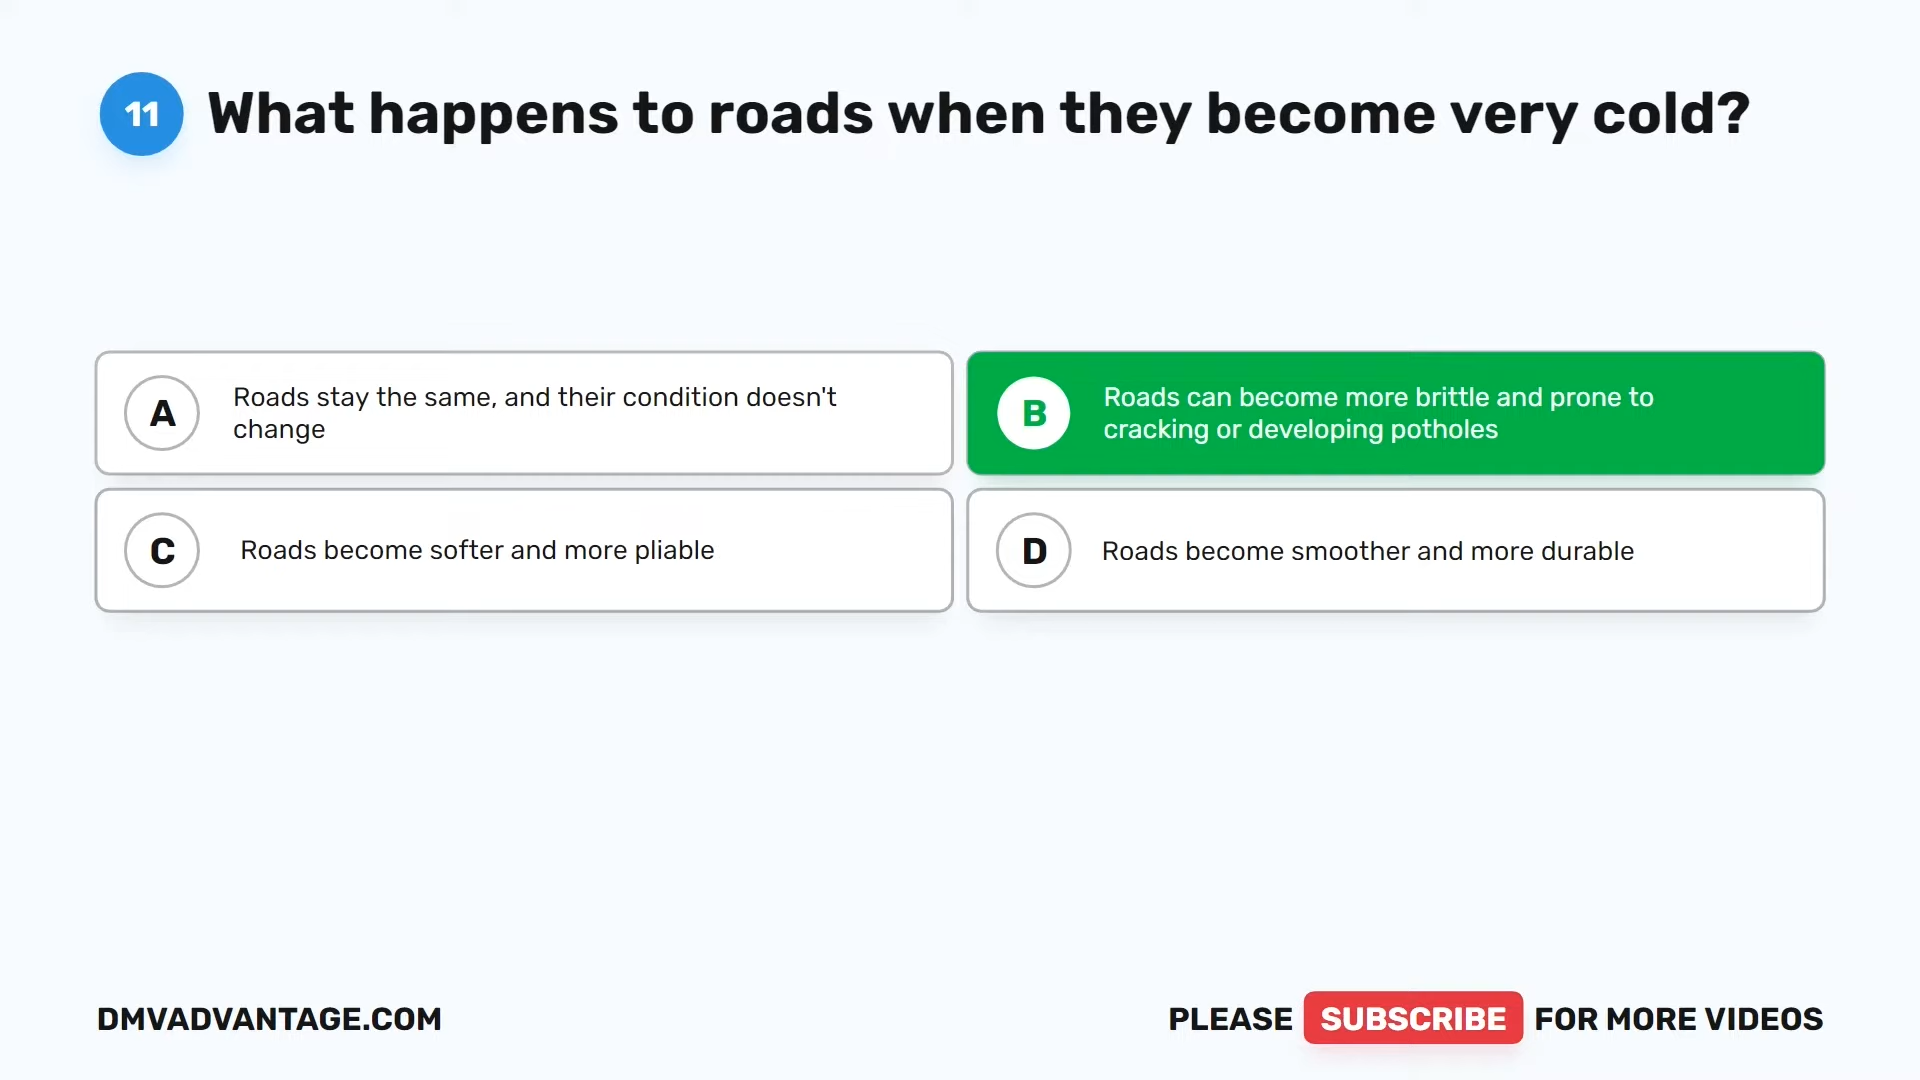 11
What happens to roads when they become very cold?
A
Roads stay the same, and their condition doesn't
change
B
Roads can become more brittle and prone to
cracking or developing potholes
C
Roads become softer and more pliable
D
Roads become smoother and more durable
DMVADVANTAGE.COM
PLEASE SUBSCRIBE FOR MORE VIDEOS